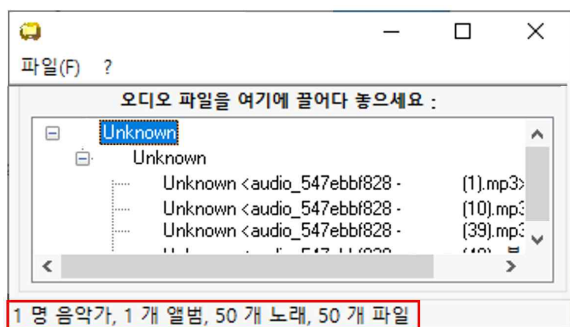 파일(F) ?
오디오 파일을 여기에 끌어다 놓으세요 :
Unknown
Unknown
Unknown <audio_547ebbf828 - (1).mp3>
Unknown <audio_547ebbf828 - (10).mp3
Unknown <audio_547ebbf828 - (39).mp3
1 명 음악가, 1 개 앨범, 50 개 노래, 50 개 파일